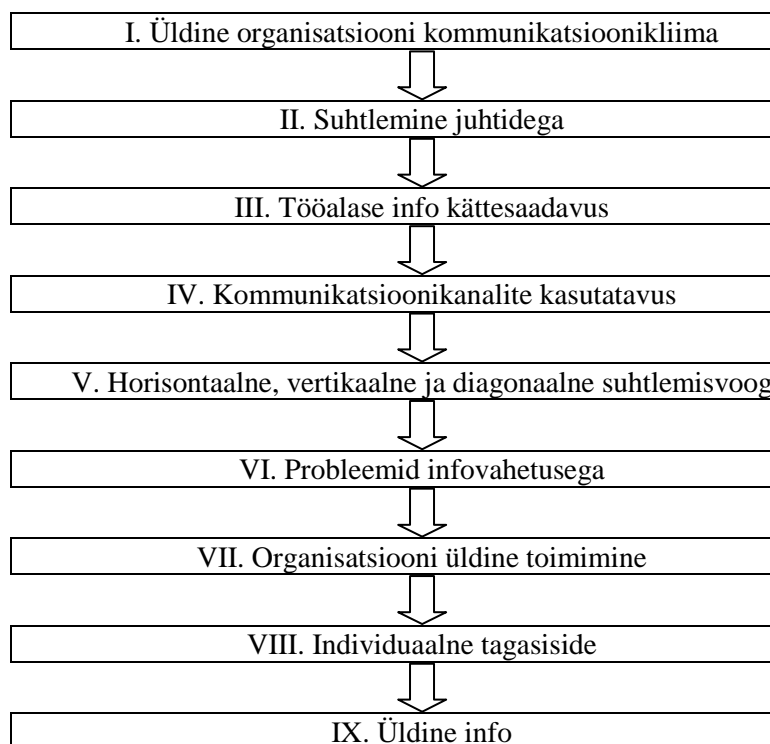 I. Üldine organisatsiooni kommunikatsioonikliima
II. Suhtlemine juhtidega
III. Tööalase info kättesaadavus
IV. Kommunikatsioonikanalite kasutatavus
V. Horisontaalne, vertikaalne ja diagonaalne suhtlemisvoog
VI. Probleemid infovahetusega
VII. Organisatsiooni üldine toimimine
VIII. Individuaalne tagasiside
IX. Üldine info